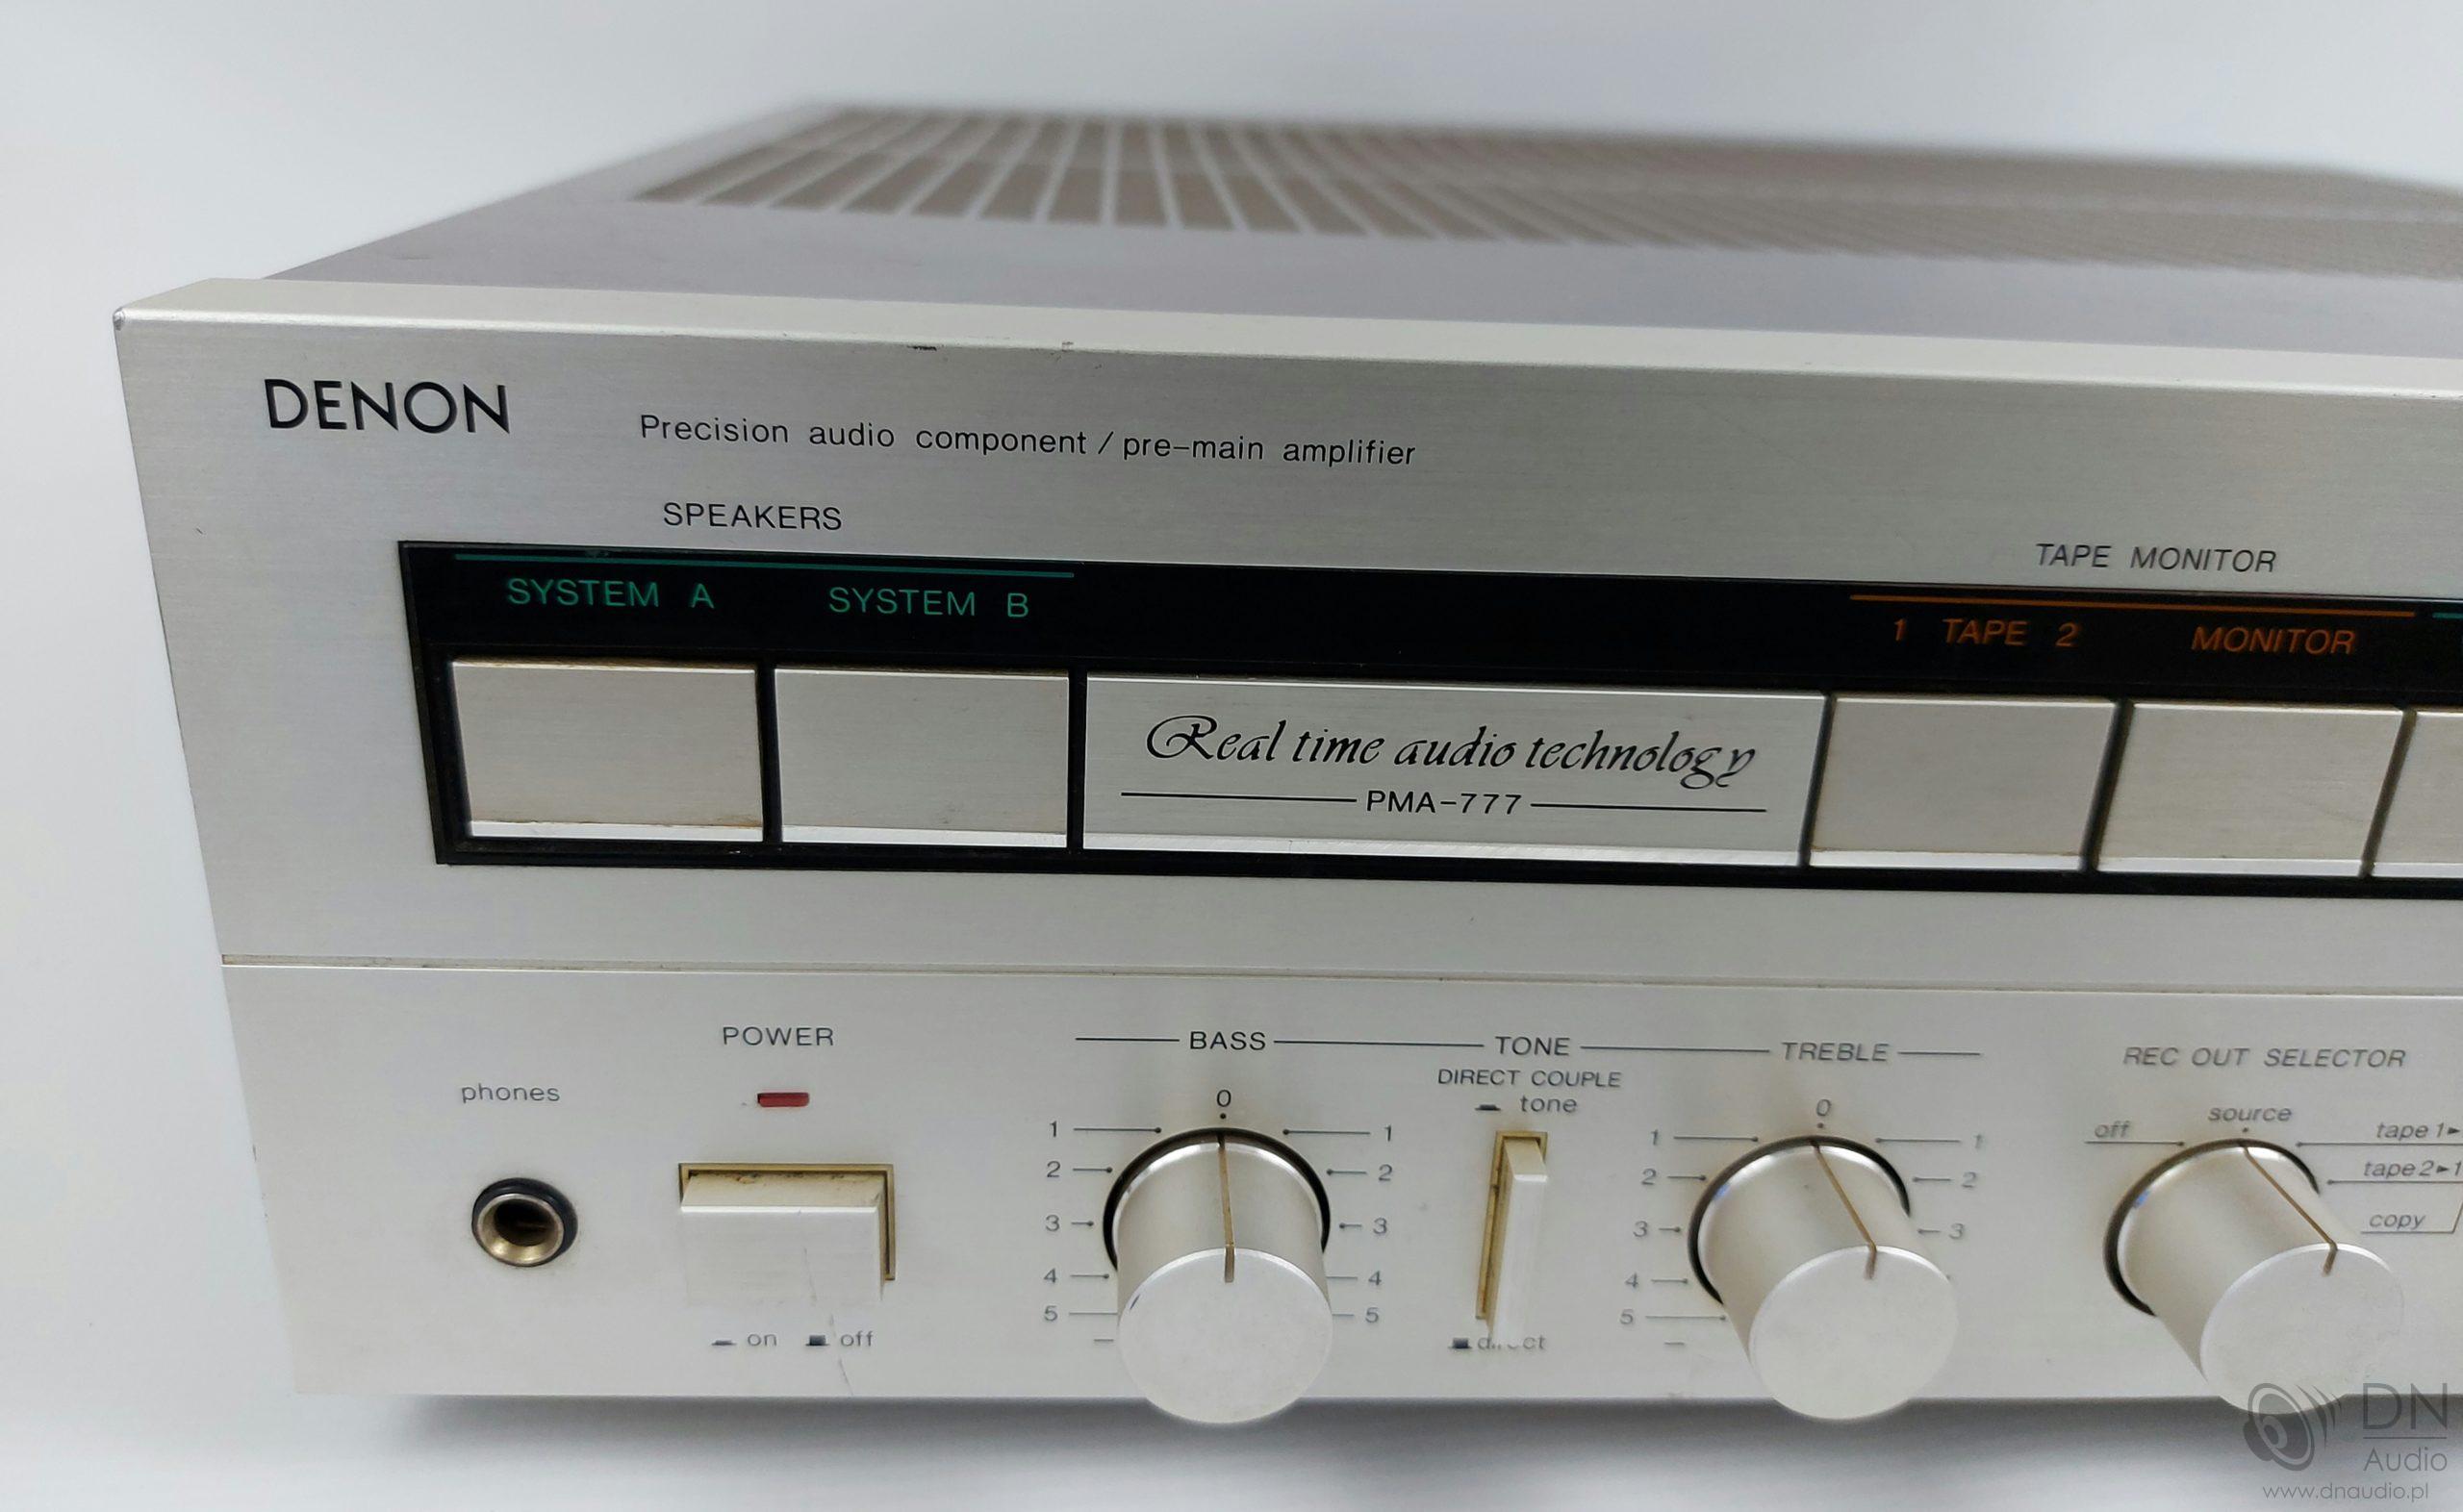 DENON
Precision audio component / pre-main amplifier
SPEAKERS
TAPE MONITOR
SYSTEM A SYSTEM B
1 TAPE 2 MONITOR
Real time audio technology
PMA-777
POWER
BASS TONE TREBLE
REC OUT SELECTOR
phones
DIRECT COUPLE
tone
0
1 1
2 2
3 3
4 4
5 5
−
0
1 1
2 2
3 3
4
5
−
off source tape 1▸
tape 2▸1
copy
on off
DN
Audio
www.dnaudio.pl